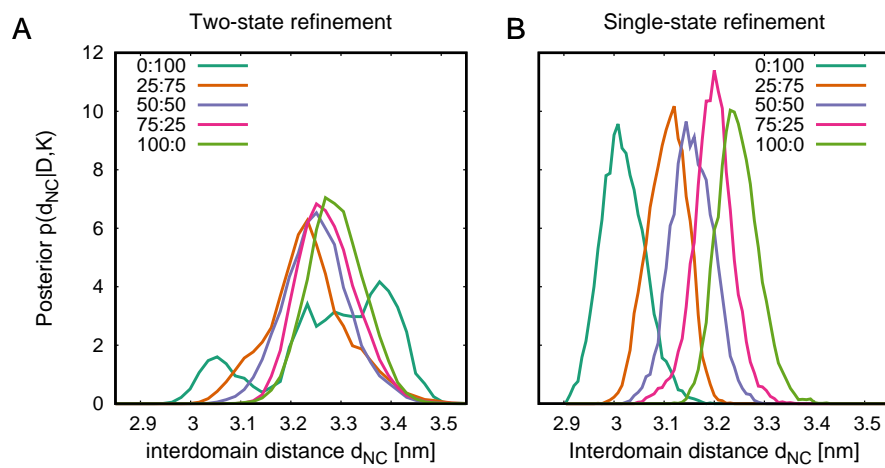 A
Two-state refinement
Posterior p(d_NC|D,K)
12
10
8
6
4
2
0
0:100
25:75
50:50
75:25
100:0
2.9 3 3.1 3.2 3.3 3.4 3.5
interdomain distance d_NC [nm]
B
Single-state refinement
0:100
25:75
50:50
75:25
100:0
2.9 3 3.1 3.2 3.3 3.4 3.5
Interdomain distance d_NC [nm]